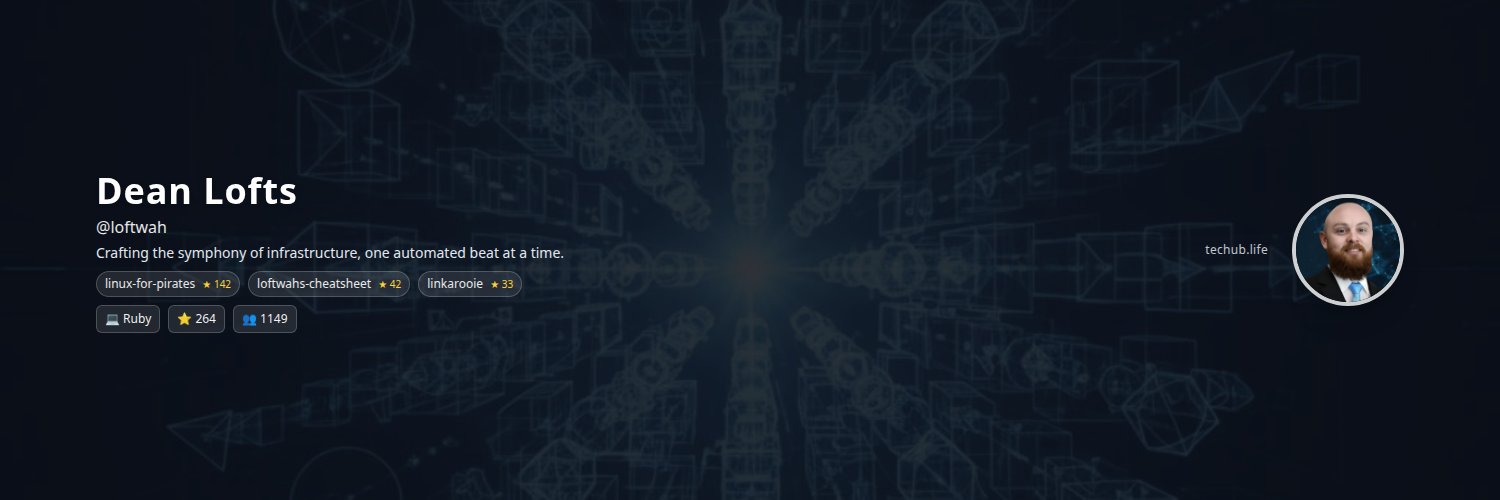 Dean Lofts
@loftwah
Crafting the symphony of infrastructure, one automated beat at a time.
linux-for-pirates ★ 142 loftwahs-cheatsheet ★ 42 linkarooie ★ 33
💻 Ruby ⭐ 264 👥 1149
techub.life